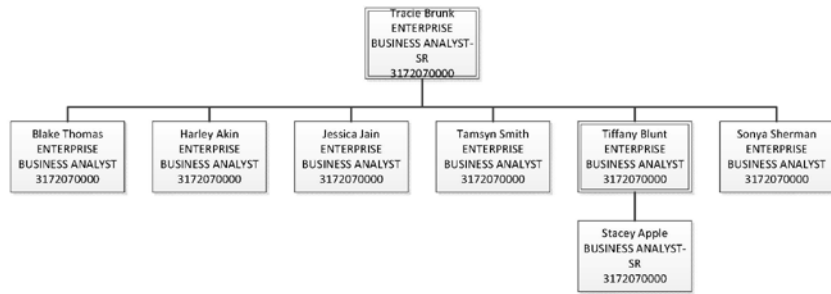 Tracie Brunk
ENTERPRISE
BUSINESS ANALYST-
SR
3172070000
Blake Thomas
ENTERPRISE
BUSINESS ANALYST
3172070000
Harley Akin
ENTERPRISE
BUSINESS ANALYST
3172070000
Jessica Jain
ENTERPRISE
BUSINESS ANALYST
3172070000
Tamsyn Smith
ENTERPRISE
BUSINESS ANALYST
3172070000
Tiffany Blunt
ENTERPRISE
BUSINESS ANALYST
3172070000
Sonya Sherman
ENTERPRISE
BUSINESS ANALYST
3172070000
Stacey Apple
BUSINESS ANALYST-
SR
3172070000